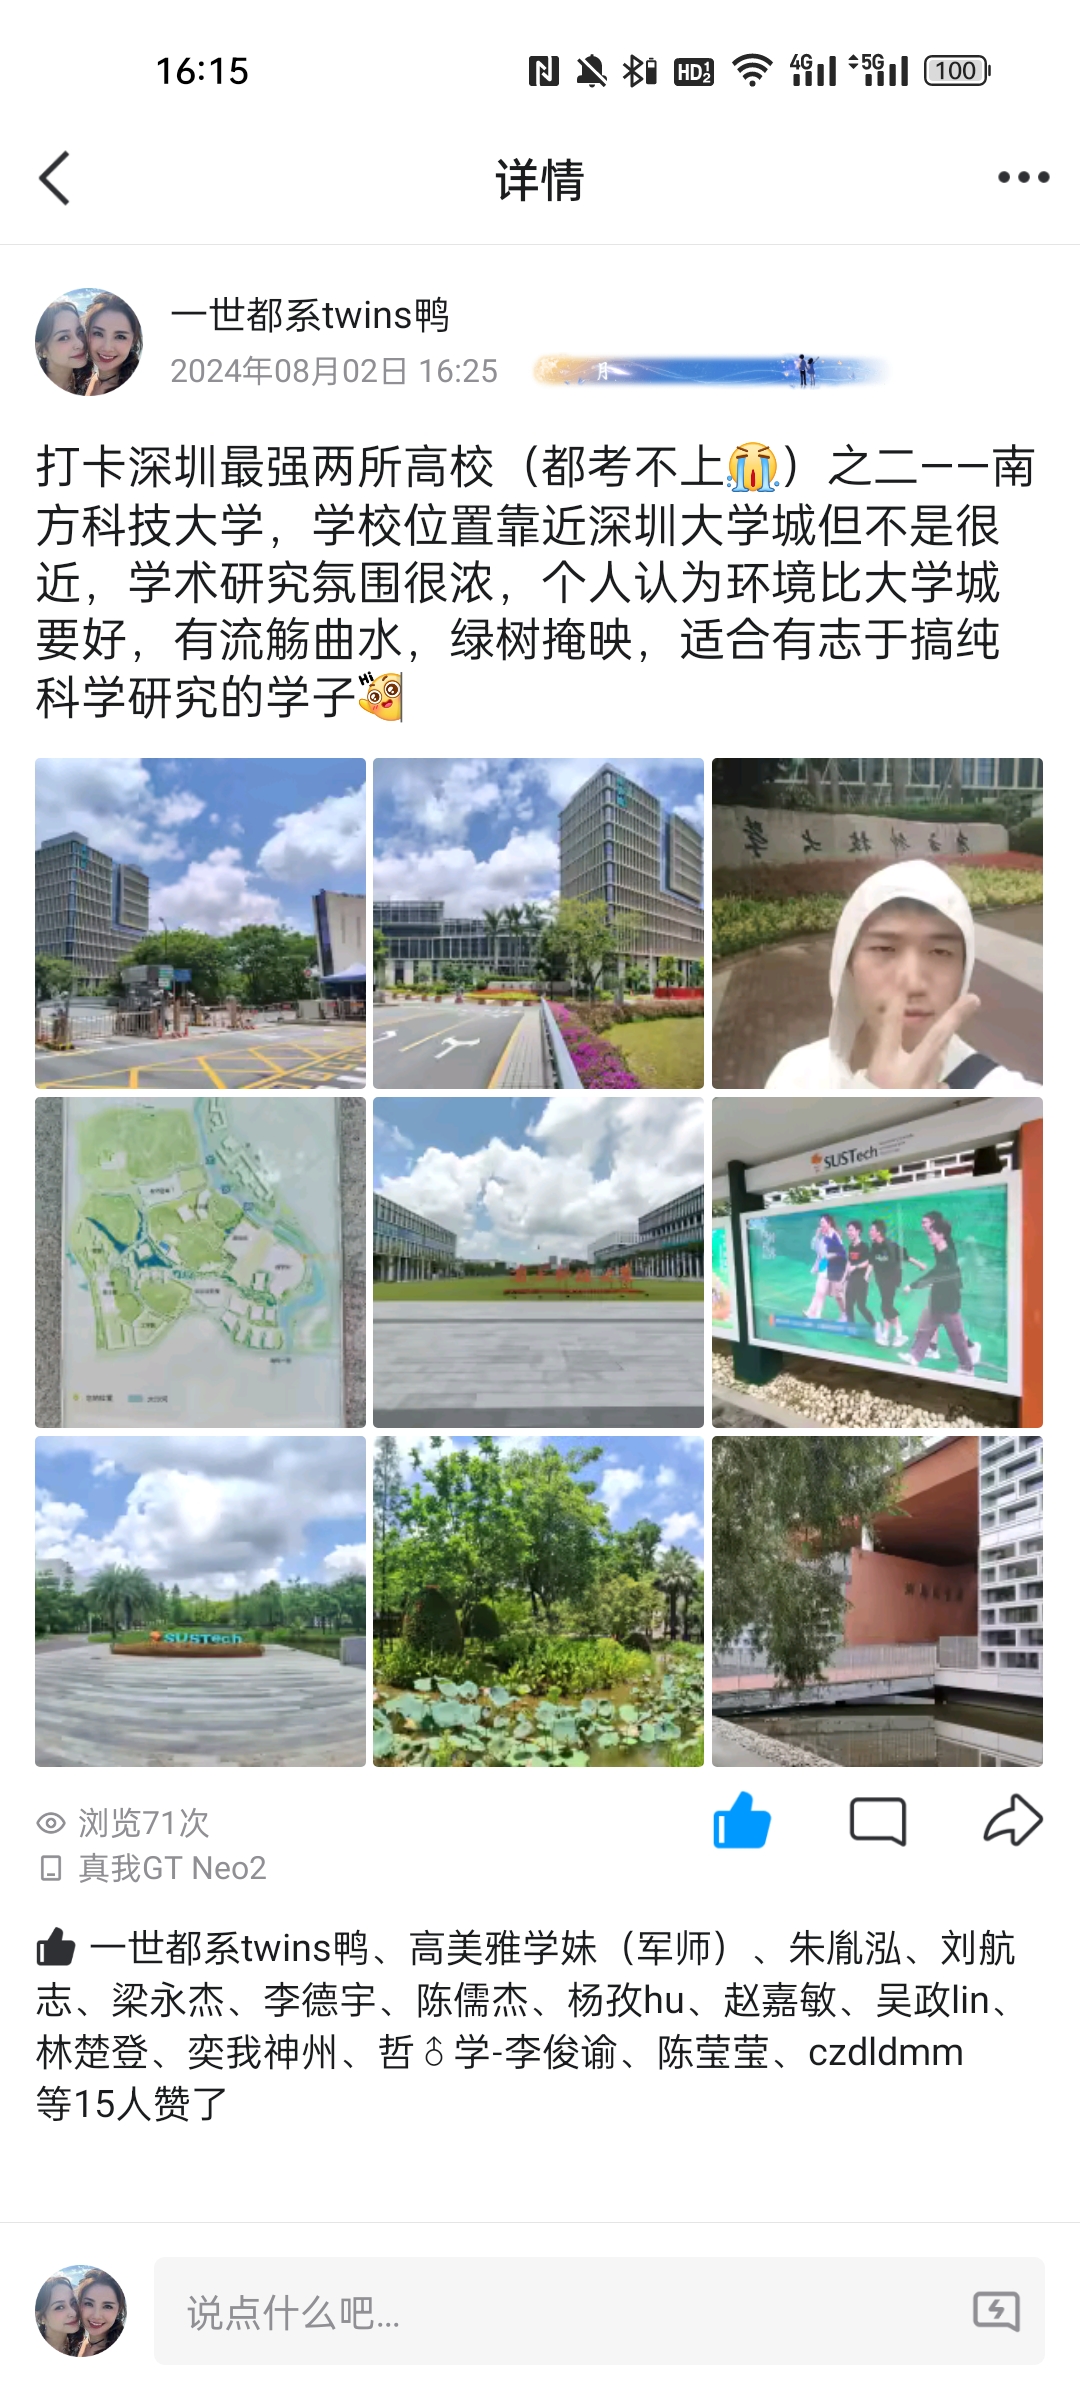 16:15
HD 1 2
4G
5G
100
详情
一世都系twins鸭
2024年08月02日 16:25
月
打卡深圳最强两所高校（都考不上）之二——南
方科技大学，学校位置靠近深圳大学城但不是很
近，学术研究氛围很浓，个人认为环境比大学城
要好，有流觞曲水，绿树掩映，适合有志于搞纯
科学研究的学子
Hi
SUSTech
SUSTech
浏览71次
真我GT Neo2
一世都系twins鸭、高美雅学妹（军师）、朱胤泓、刘航
志、梁永杰、李德宇、陈儒杰、杨孜hu、赵嘉敏、吴政lin、
林楚登、奕我神州、哲♂学-李俊谕、陈莹莹、czdldmm
等15人赞了
说点什么吧...